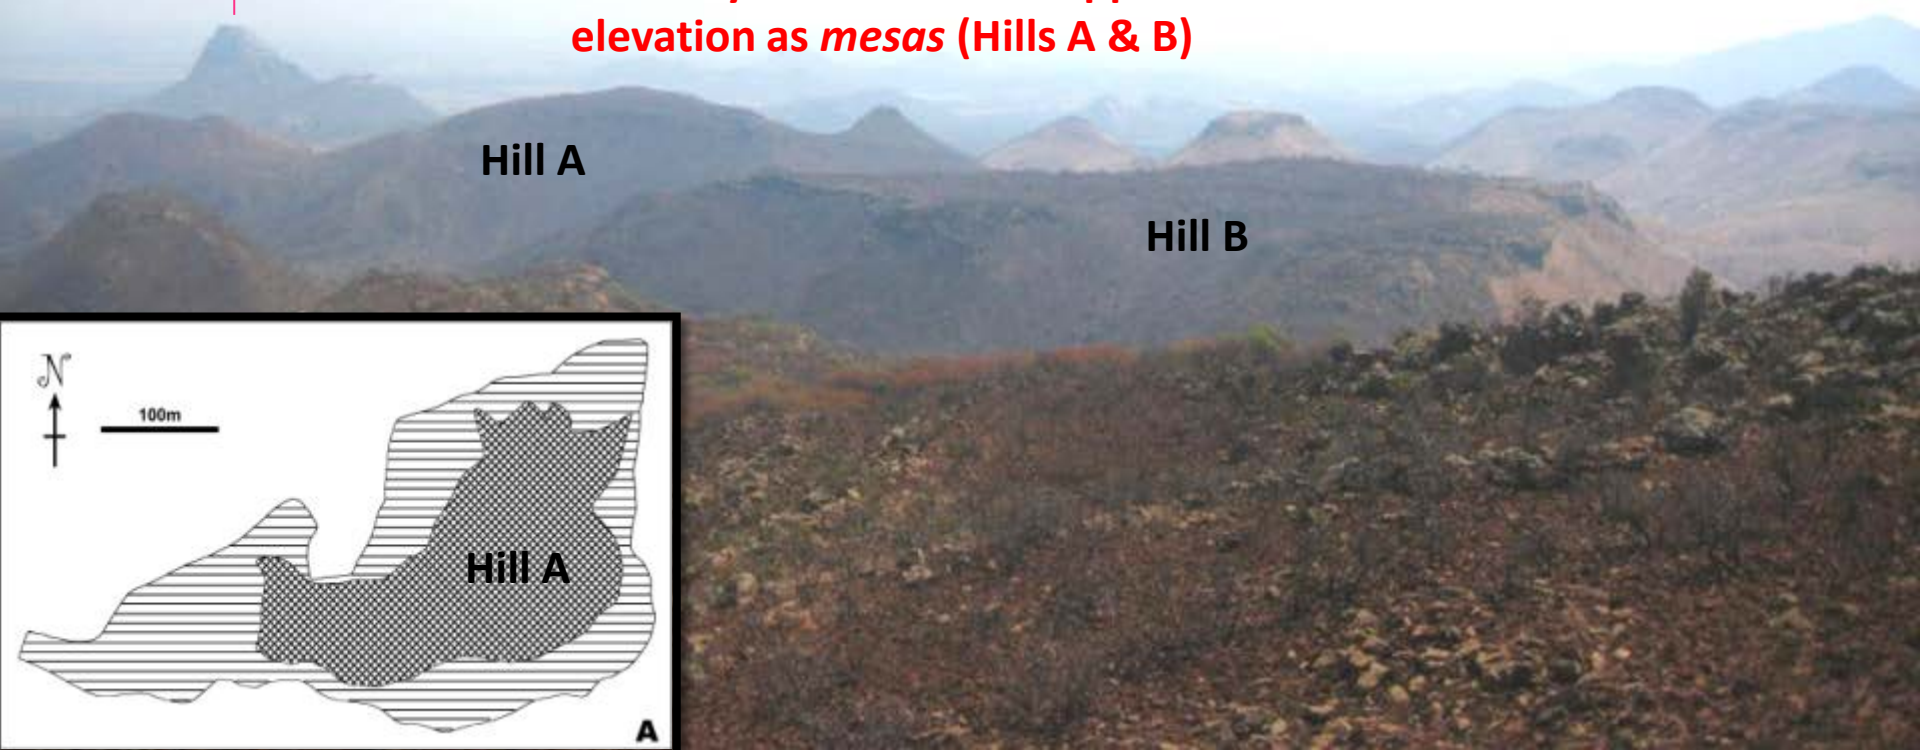 elevation as mesas (Hills A & B)
Hill A
Hill B
N
100m
Hill A
A